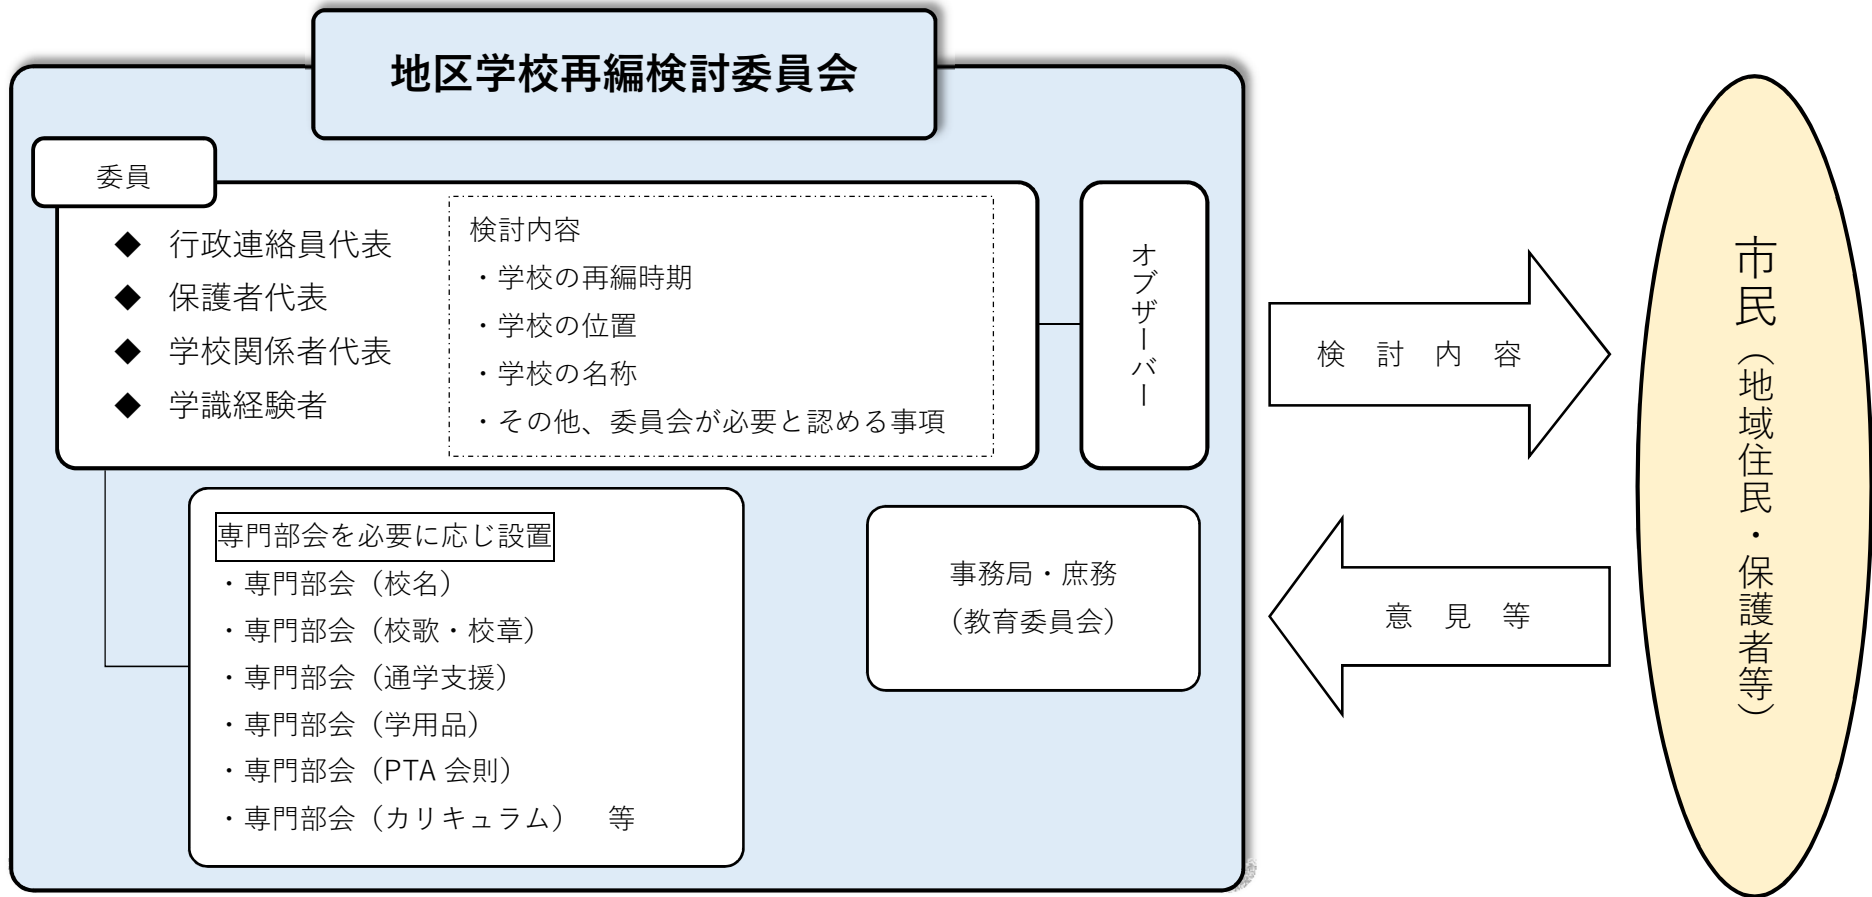 地区学校再編検討委員会
委員
◆ 行政連絡員代表
◆ 保護者代表
◆ 学校関係者代表
◆ 学識経験者
検討内容
・学校の再編時期
・学校の位置
・学校の名称
・その他、委員会が必要と認める事項
オブザーバー
専門部会を必要に応じ設置
・専門部会（校名）
・専門部会（校歌・校章）
・専門部会（通学支援）
・専門部会（学用品）
・専門部会（PTA 会則）
・専門部会（カリキュラム）　等
事務局・庶務
（教育委員会）
検　討　内　容
意　見　等
市民（地域住民・保護者等）